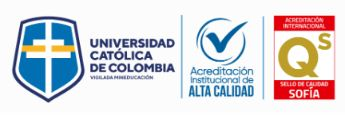 UNIVERSIDAD
CATÓLICA
DE COLOMBIA
VIGILADA MINEDUCACIÓN
Acreditación
Institucional de
ALTA CALIDAD
ACREDITACIÓN
INTERNACIONAL
Qs
SELLO DE CALIDAD
SOFÍA